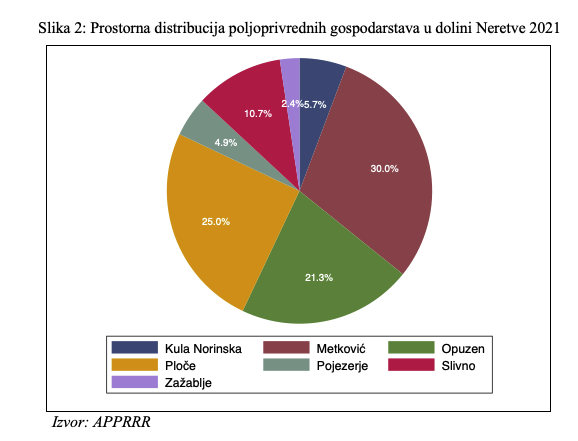 Slika 2: Prostorna distribucija poljoprivrednih gospodarstava u dolini Neretve 2021
2.4% 5.7%
10.7%
4.9%
30.0%
25.0%
21.3%
Kula Norinska Metković Opuzen
Ploče Pojezerje Slivno
Zažablje
Izvor: APPRRR